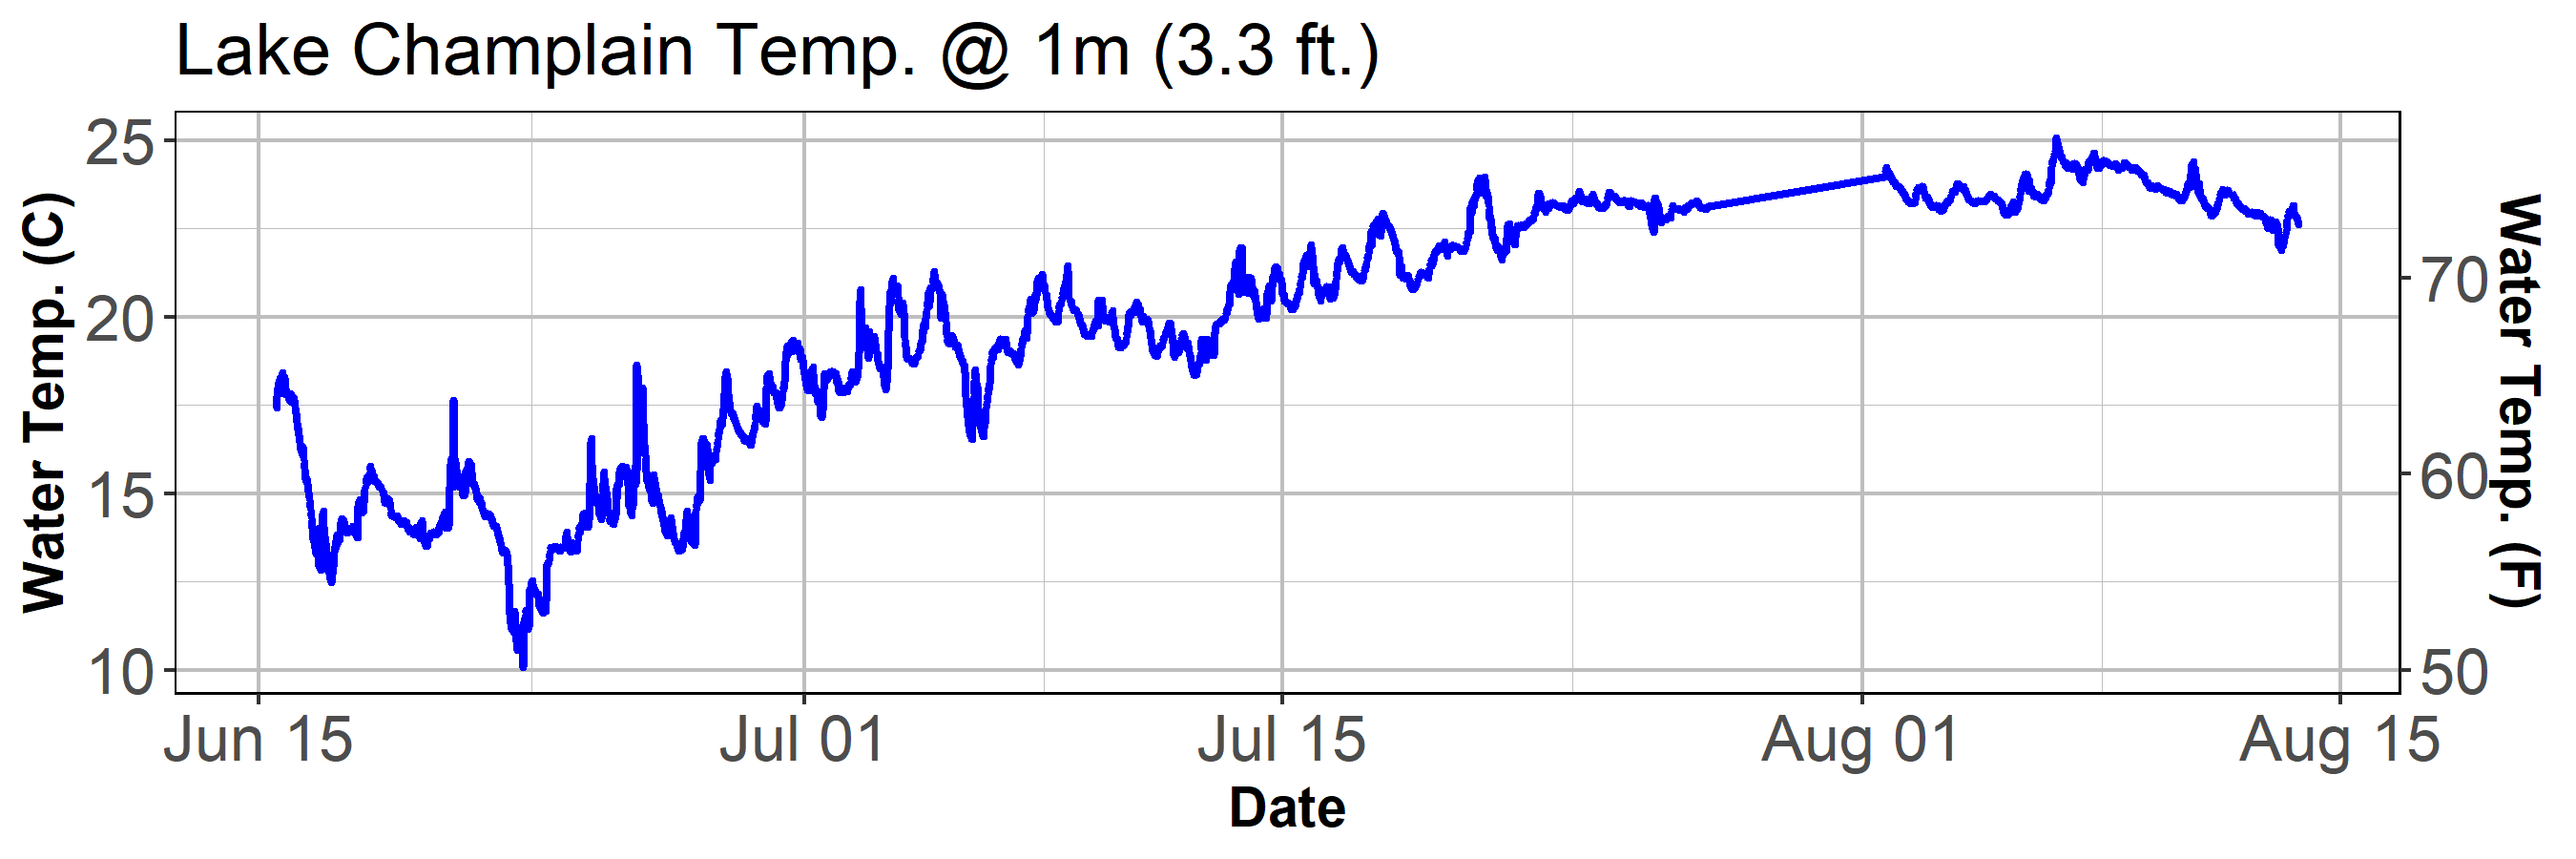 Lake Champlain Temp. @ 1m (3.3 ft.)
Water Temp. (C)
25
20
15
10
70
60
50
Water Temp. (F)
Jun 15
Jul 01
Jul 15
Aug 01
Aug 15
Date